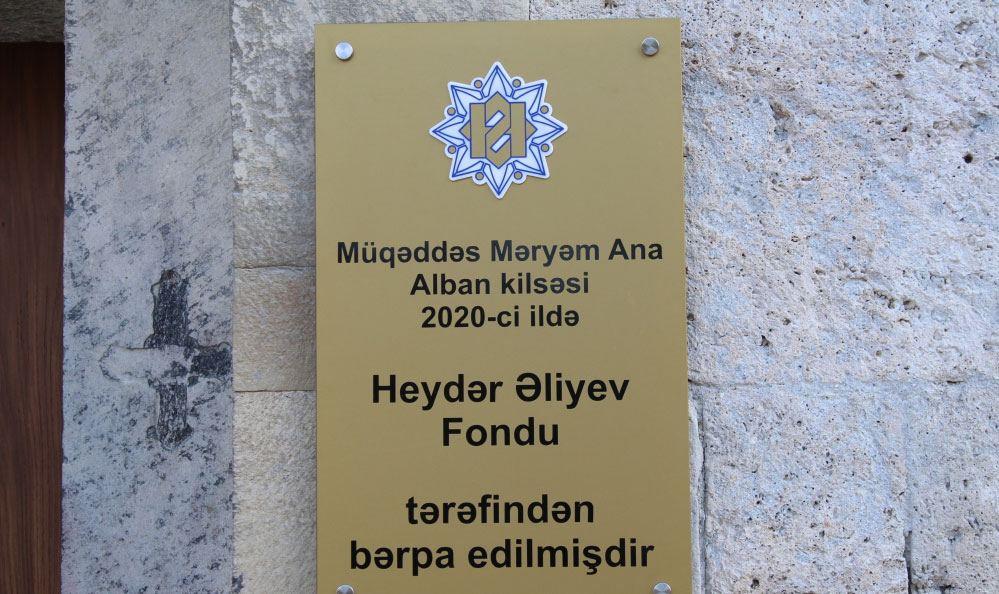 Müqəddəs Məryəm Ana
Alban kilsəsi
2020-ci ildə
Heydər Əliyev
Fondu
tərəfindən
bərpa edilmişdir